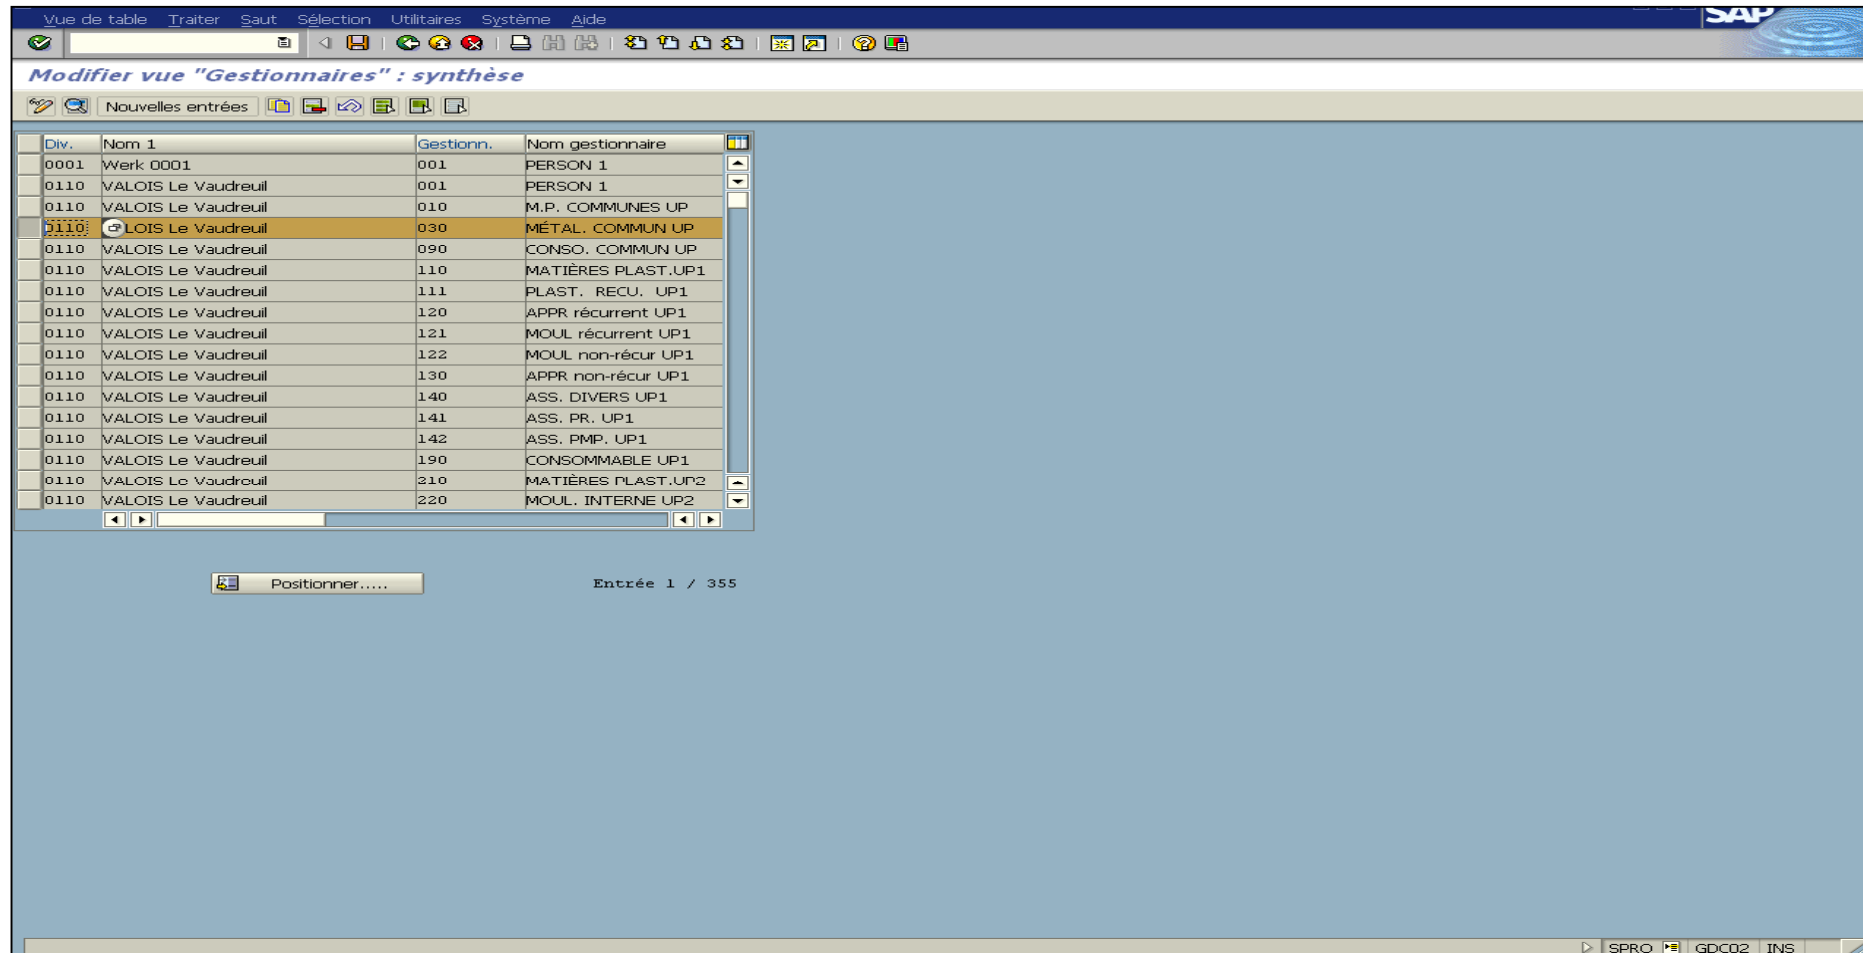 Vue de table Traiter Saut Sélection Utilitaires Système Aide
SAP
Modifier vue "Gestionnaires" : synthèse
Nouvelles entrées
Div. Nom 1 Gestionn. Nom gestionnaire
0001 Werk 0001 001 PERSON 1
0110 VALOIS Le Vaudreuil 001 PERSON 1
0110 VALOIS Le Vaudreuil 010 M.P. COMMUNES UP
0110 LOIS Le Vaudreuil 030 MÉTAL. COMMUN UP
0110 VALOIS Le Vaudreuil 090 CONSO. COMMUN UP
0110 VALOIS Le Vaudreuil 110 MATIÈRES PLAST.UP1
0110 VALOIS Le Vaudreuil 111 PLAST. RECU. UP1
0110 VALOIS Le Vaudreuil 120 APPR récurrent UP1
0110 VALOIS Le Vaudreuil 121 MOUL récurrent UP1
0110 VALOIS Le Vaudreuil 122 MOUL non-récur UP1
0110 VALOIS Le Vaudreuil 130 APPR non-récur UP1
0110 VALOIS Le Vaudreuil 140 ASS. DIVERS UP1
0110 VALOIS Le Vaudreuil 141 ASS. PR. UP1
0110 VALOIS Le Vaudreuil 142 ASS. PMP. UP1
0110 VALOIS Le Vaudreuil 190 CONSOMMABLE UP1
0110 VALOIS Le Vaudreuil 210 MATIÈRES PLAST.UP2
0110 VALOIS Le Vaudreuil 220 MOUL. INTERNE UP2
Positionner..... Entrée 1 / 355
SPRO GDC02 INS